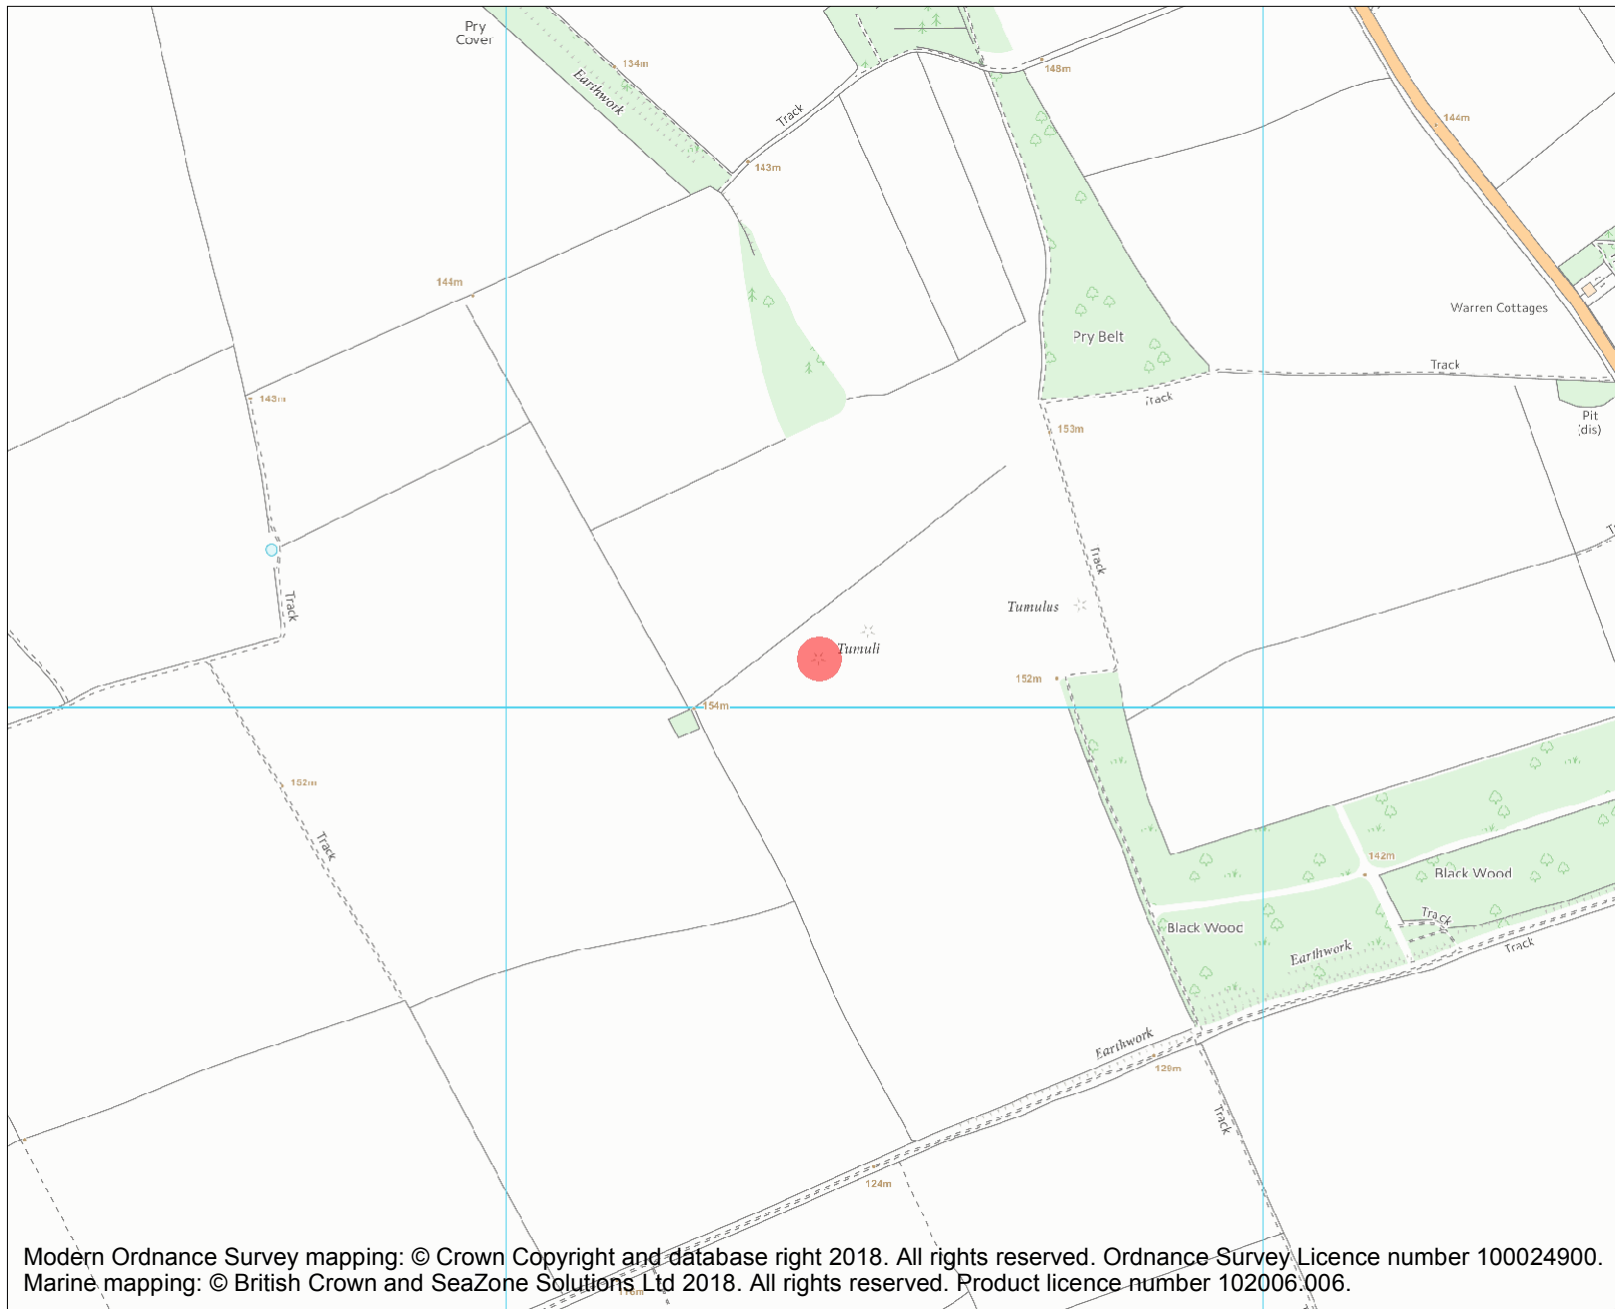 Pry
Cover
134m
Earthwork
148m
Track
144m
143m
144m
Warren Cottages
Pry Belt
Track
Track
143m
153m
Pit
(dis)
Track
Track
Tumulus
Tumuli
152m
154m
152m
Track
142m
Black Wood
Track
Black Wood
Earthwork
Track
Earthwork
129m
Track
124m
Modern Ordnance Survey mapping: © Crown Copyright and database right 2018. All rights reserved. Ordnance Survey Licence number 100024900.
Marine mapping: © British Crown and SeaZone Solutions Ltd 2018. All rights reserved. Product licence number 102006.006.